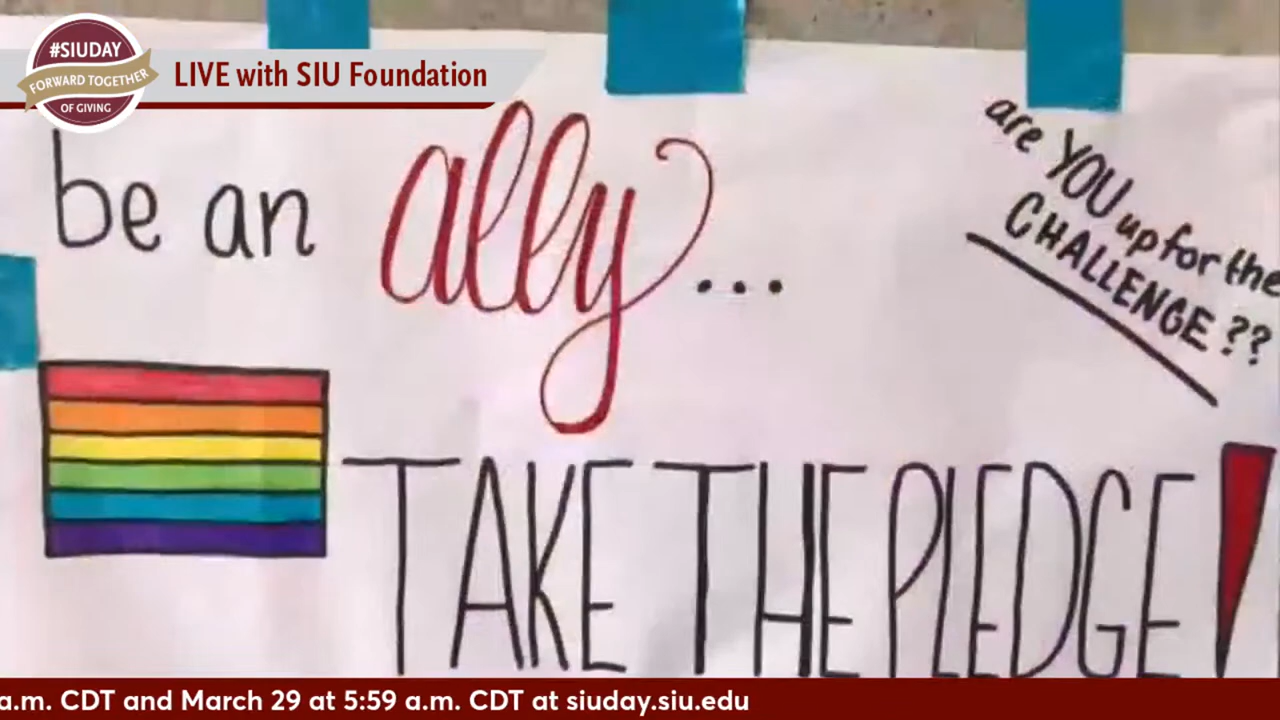 #SIUDAY
FORWARD TOGETHER
OF GIVING
LIVE with SIU Foundation
be an ally...
are YOU up for the
CHALLENGE??
TAKE THE PLEDGE!
a.m. CDT and March 29 at 5:59 a.m. CDT at siuday.siu.edu